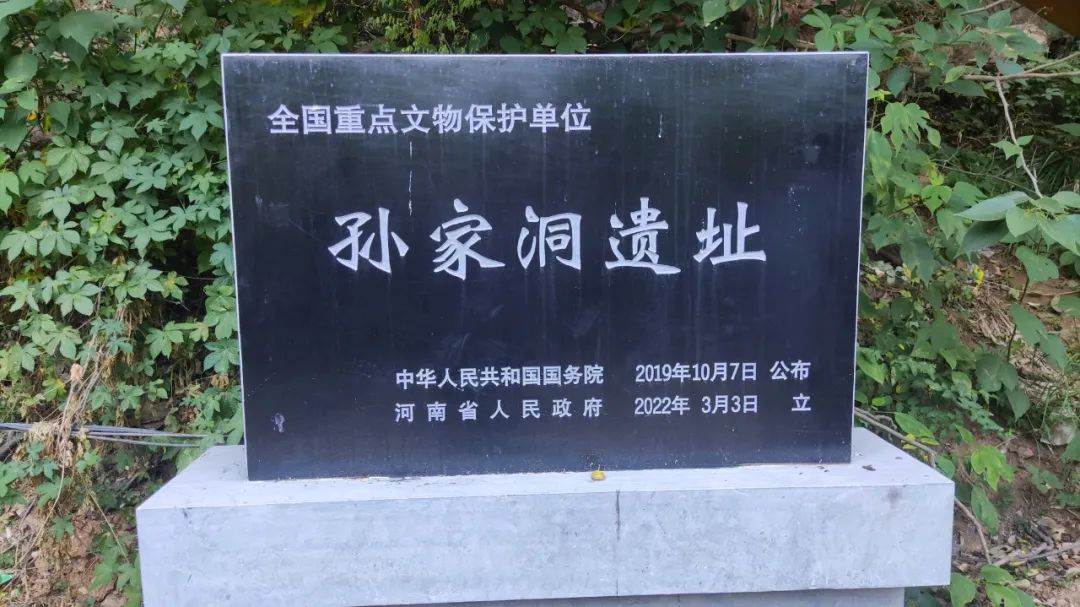 全国重点文物保护单位
孙家洞遗址
中华人民共和国国务院 2019年10月7日 公布
河南省人民政府 2022年 3月3日 立